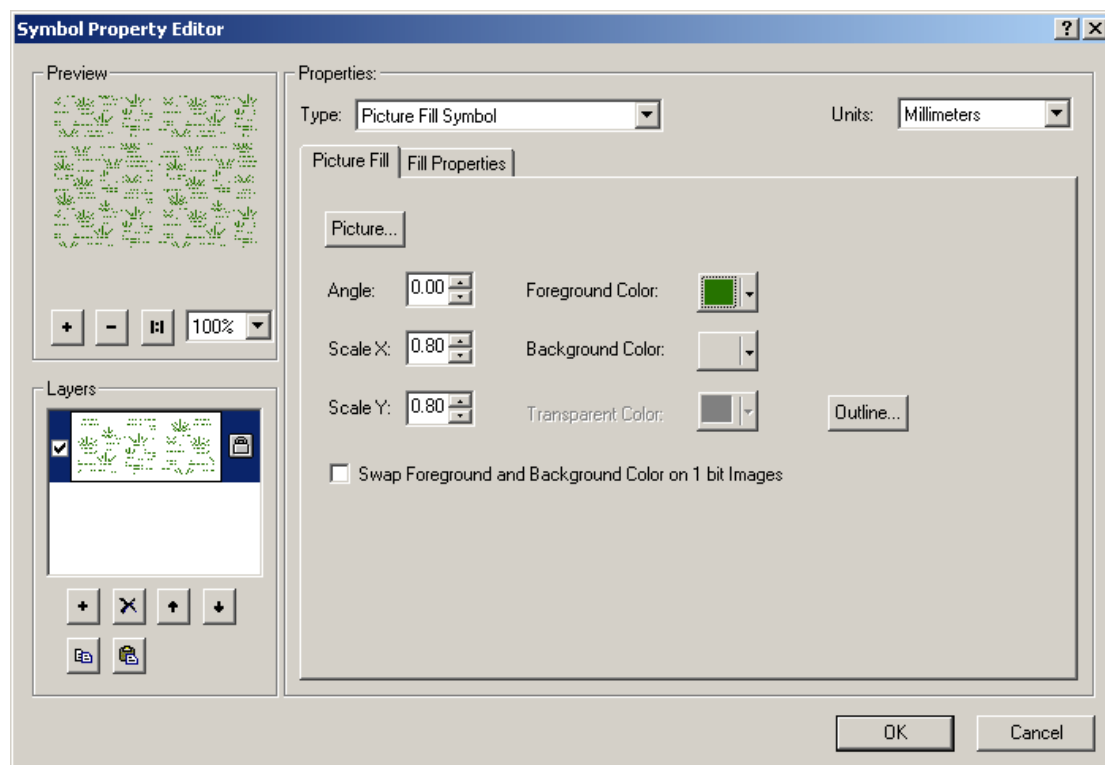 Symbol Property Editor
Preview
Properties:
Type: Picture Fill Symbol Units: Millimeters
Picture Fill Fill Properties
Picture...
Angle: 0.00 Foreground Color:
100%
Scale X: 0.80 Background Color:
Layers
Scale Y: 0.80 Transparent Color: Outline...
Swap Foreground and Background Color on 1 bit Images
OK Cancel